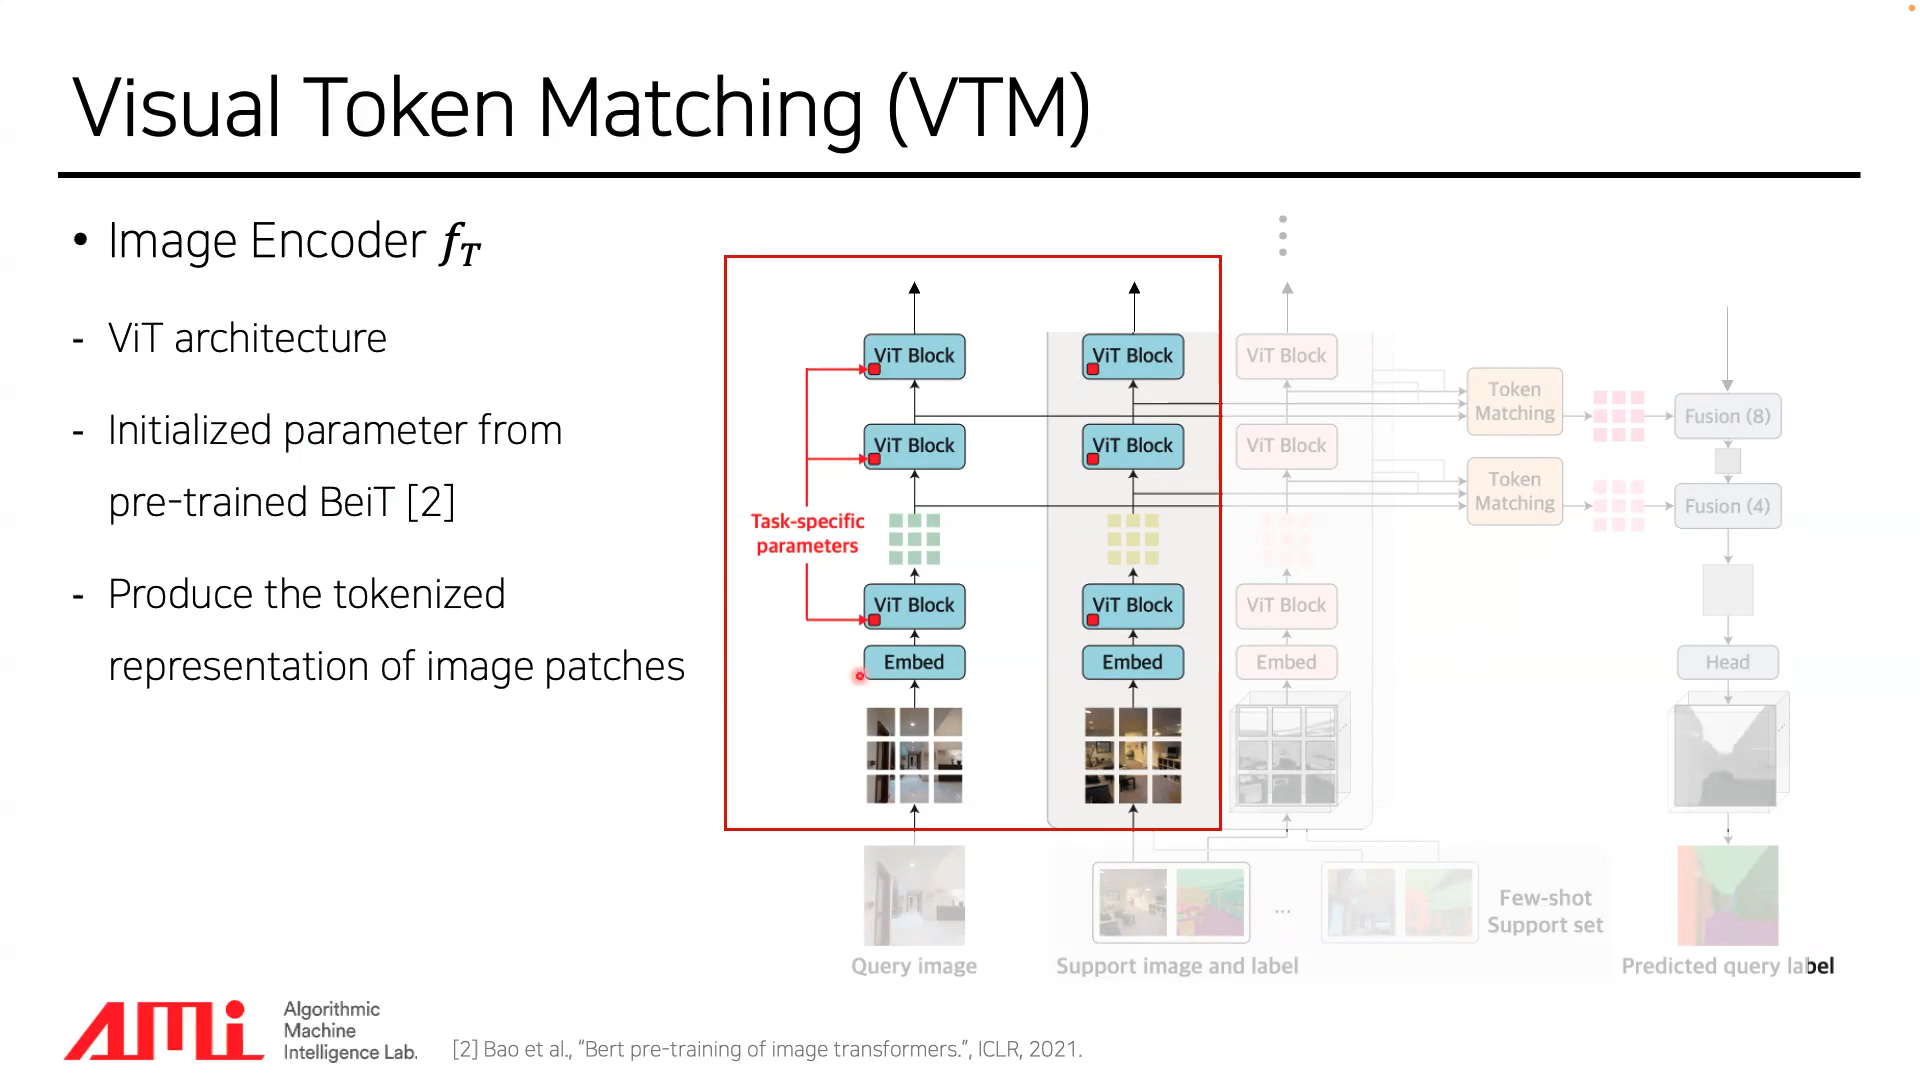 Visual Token Matching (VTM)
• Image Encoder f_T
- ViT architecture
- Initialized parameter from
pre-trained BeiT [2]
- Produce the tokenized
representation of image patches
ViT Block
ViT Block
ViT Block
Token
Matching
Fusion (8)
ViT Block
ViT Block
ViT Block
Token
Matching
Fusion (4)
Task-specific
parameters
ViT Block
ViT Block
ViT Block
Embed
Embed
Embed
Head
...
Few-shot
Support set
Query image
Support image and label
Predicted query label
AMi
Algorithmic
Machine
Intelligence Lab.
[2] Bao et al., “Bert pre-training of image transformers.”, ICLR, 2021.